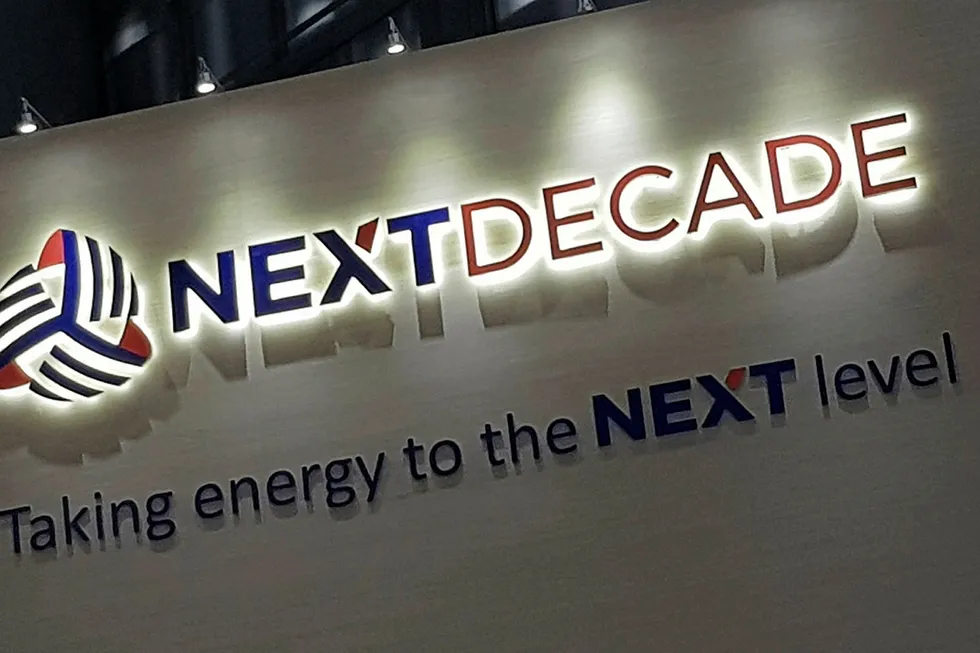 NEXTDECADE
Taking energy to the NEXT level